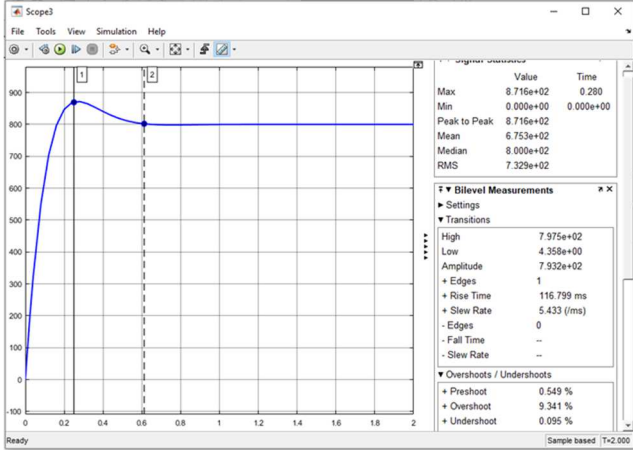 Scope3
File Tools View Simulation Help
1
2
900
800
700
600
500
400
300
200
100
0
-100
0 0.2 0.4 0.6 0.8 1 1.2 1.4 1.6 1.8 2
Value Time
Max 8.716e+02 0.280
Min 0.000e+00 0.000e+00
Peak to Peak 8.716e+02
Mean 6.753e+02
Median 8.000e+02
RMS 7.329e+02
Bilevel Measurements
Settings
Transitions
High 7.975e+02
Low 4.358e+00
Amplitude 7.932e+02
+ Edges 1
+ Rise Time 116.799 ms
+ Slew Rate 5.433 (/ms)
- Edges 0
- Fall Time --
- Slew Rate --
Overshoots / Undershoots
+ Preshoot 0.549 %
+ Overshoot 9.341 %
+ Undershoot 0.095 %
Ready
Sample based T=2.000